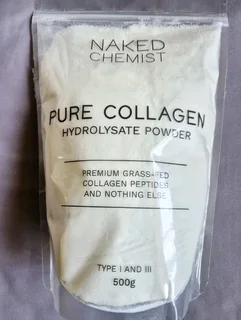 NAKED
CHEMIST
PURE COLLAGEN
HYDROLYSATE POWDER
PREMIUM GRASS-FED
COLLAGEN PEPTIDES
AND NOTHING ELSE
TYPE I AND III
500g